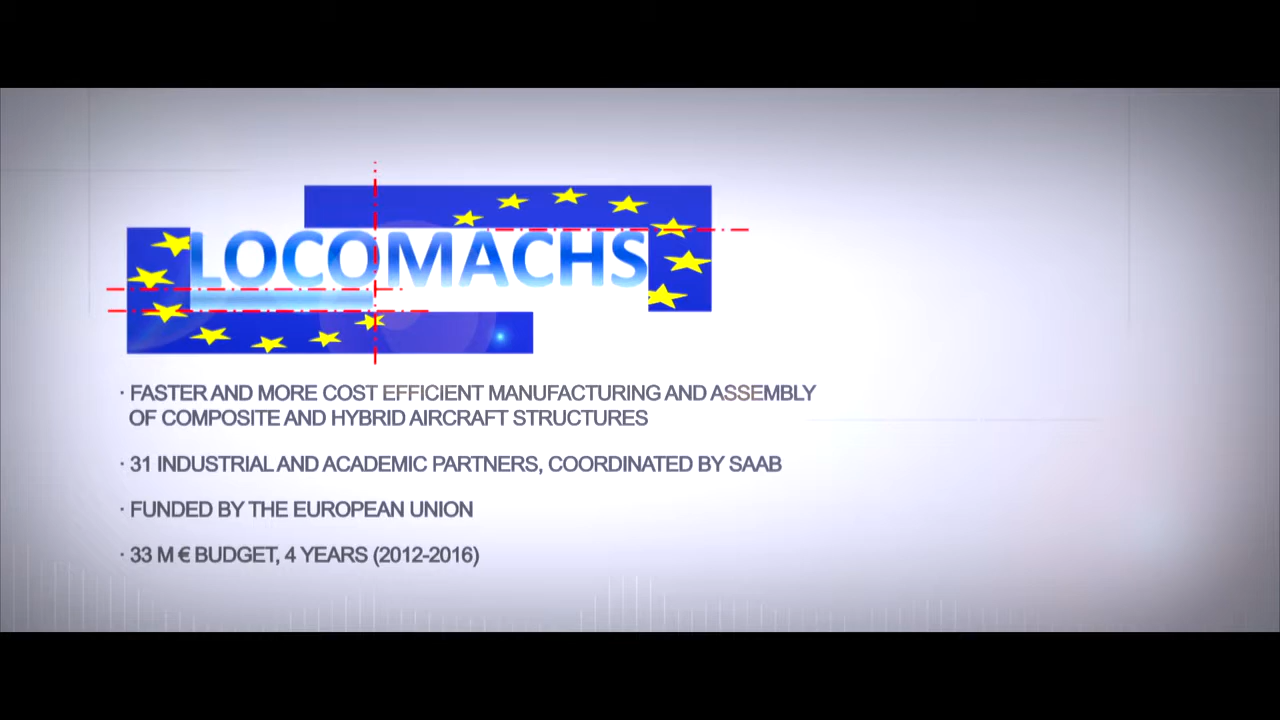 LOCOMACHS
· FASTER AND MORE COST EFFICIENT MANUFACTURING AND ASSEMBLY
OF COMPOSITE AND HYBRID AIRCRAFT STRUCTURES
· 31 INDUSTRIAL AND ACADEMIC PARTNERS, COORDINATED BY SAAB
· FUNDED BY THE EUROPEAN UNION
· 33 M € BUDGET, 4 YEARS (2012-2016)